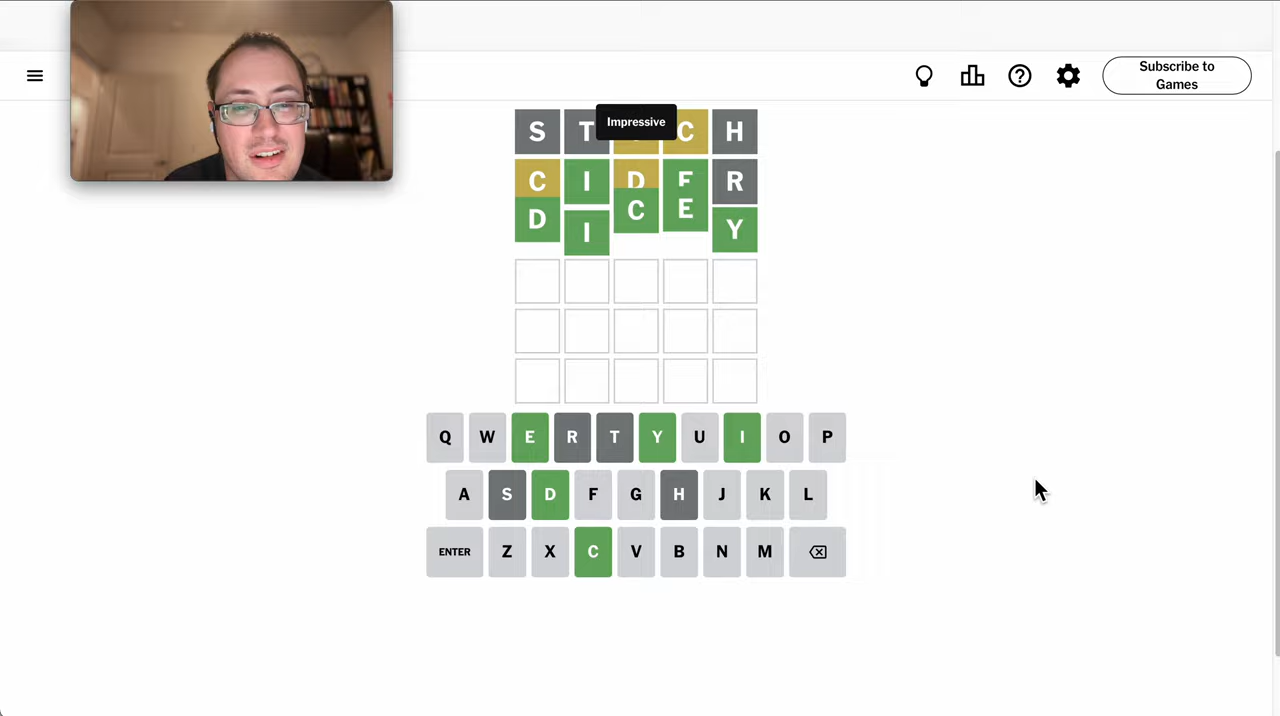 Subscribe to
Games
Impressive
S T C H
C I D E R
D I C E Y
Q W E R T Y U I O P
A S D F G H J K L
ENTER Z X C V B N M